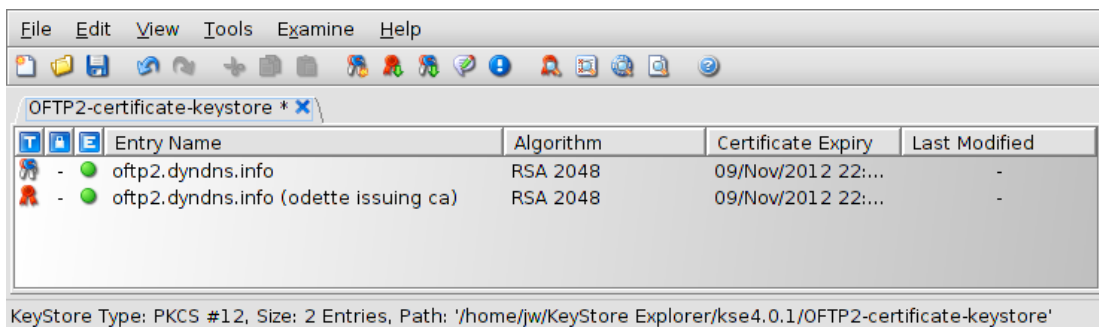 File Edit View Tools Examine Help
OFTP2-certificate-keystore *
T E Entry Name Algorithm Certificate Expiry Last Modified
- oftp2.dyndns.info RSA 2048 09/Nov/2012 22:... -
- oftp2.dyndns.info (odette issuing ca) RSA 2048 09/Nov/2012 22:... -
KeyStore Type: PKCS #12, Size: 2 Entries, Path: '/home/jw/KeyStore Explorer/kse4.0.1/OFTP2-certificate-keystore'